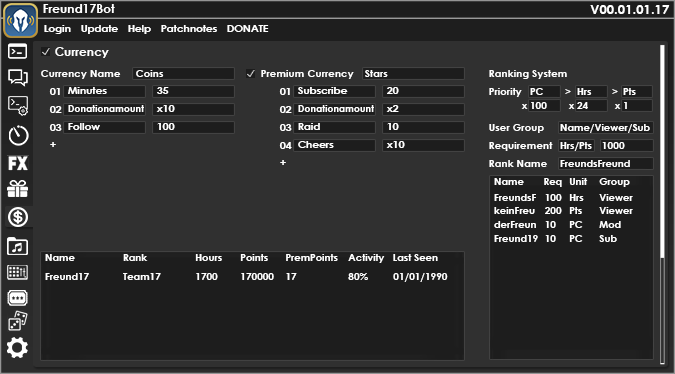 Freund17Bot V00.01.01.17
Login Update Help Patchnotes DONATE
Currency
Currency Name Coins
01 Minutes 35
02 Donationamount x10
03 Follow 100
+
Premium Currency Stars
01 Subscribe 20
02 Donationamount x2
03 Raid 10
04 Cheers x10
+
Ranking System
Priority PC > Hrs > Pts
x 100 x 24 x 1
User Group Name/Viewer/Sub
Requirement Hrs/Pts 1000
Rank Name FreundsFreund
Name Req Unit Group
FreundsF 100 Hrs Viewer
keinFreu 200 Pts Viewer
derFreun 10 PC Mod
Freund19 10 PC Sub
Name Rank Hours Points PremPoints Activity Last Seen
Freund17 Team17 1700 170000 17 80% 01/01/1990
FX